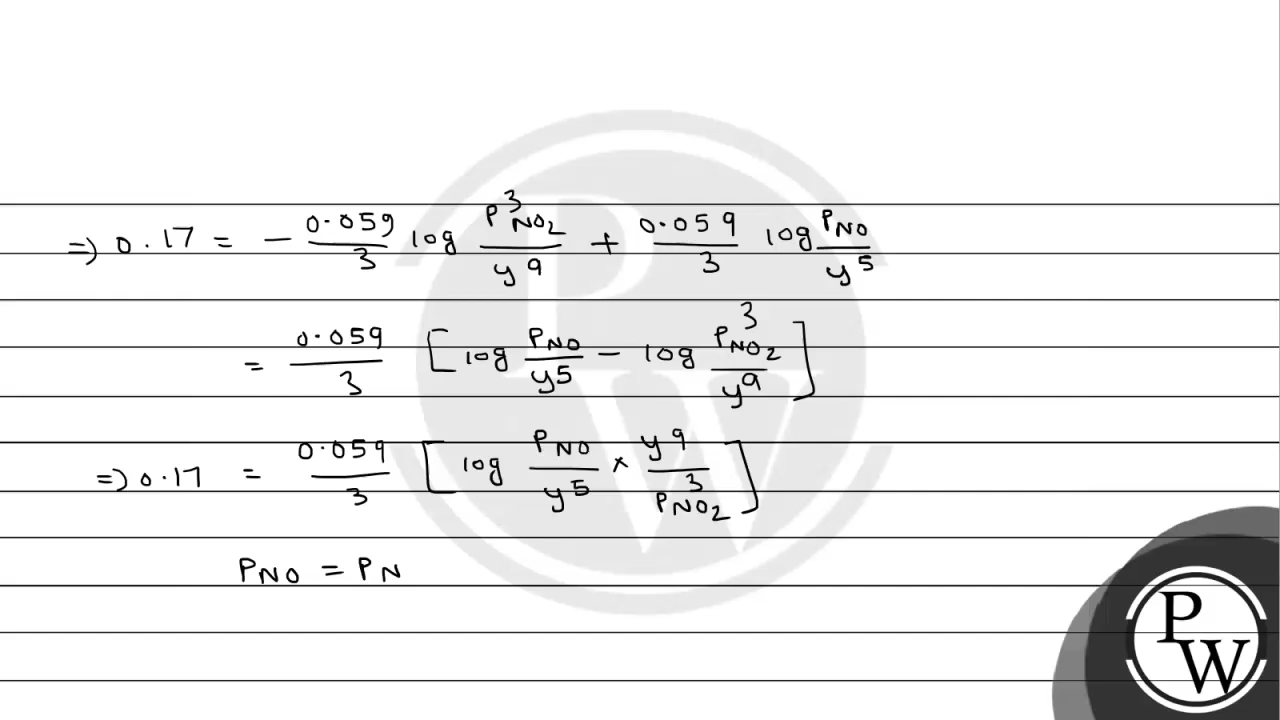 => 0.17 = - 0.059/3 log P³NO₂/y⁹ + 0.059/3 log PNO/y⁵
= 0.059/3 [log PNO/y⁵ - log P³NO₂/y⁹]
=> 0.17 = 0.059/3 [log PNO/y⁵ × y⁹/P³NO₂]
PNO = PN
PW
PW